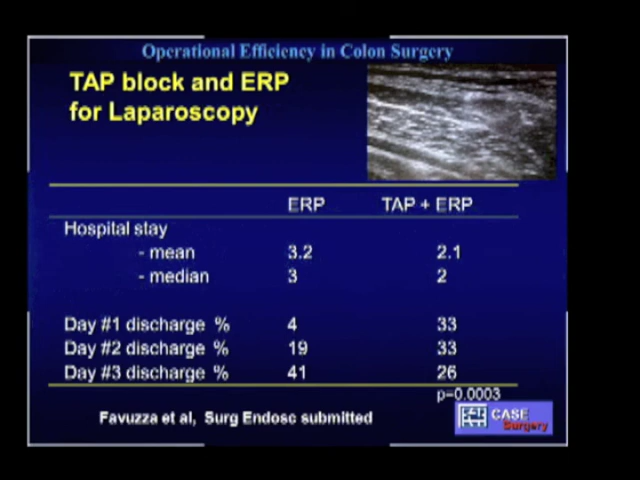 Operational Efficiency in Colon Surgery
TAP block and ERP
for Laparoscopy
ERP TAP + ERP
Hospital stay
- mean 3.2 2.1
- median 3 2
Day #1 discharge % 4 33
Day #2 discharge % 19 33
Day #3 discharge % 41 26
p=0.0003
Favuzza et al, Surg Endosc submitted
CASE
Surgery